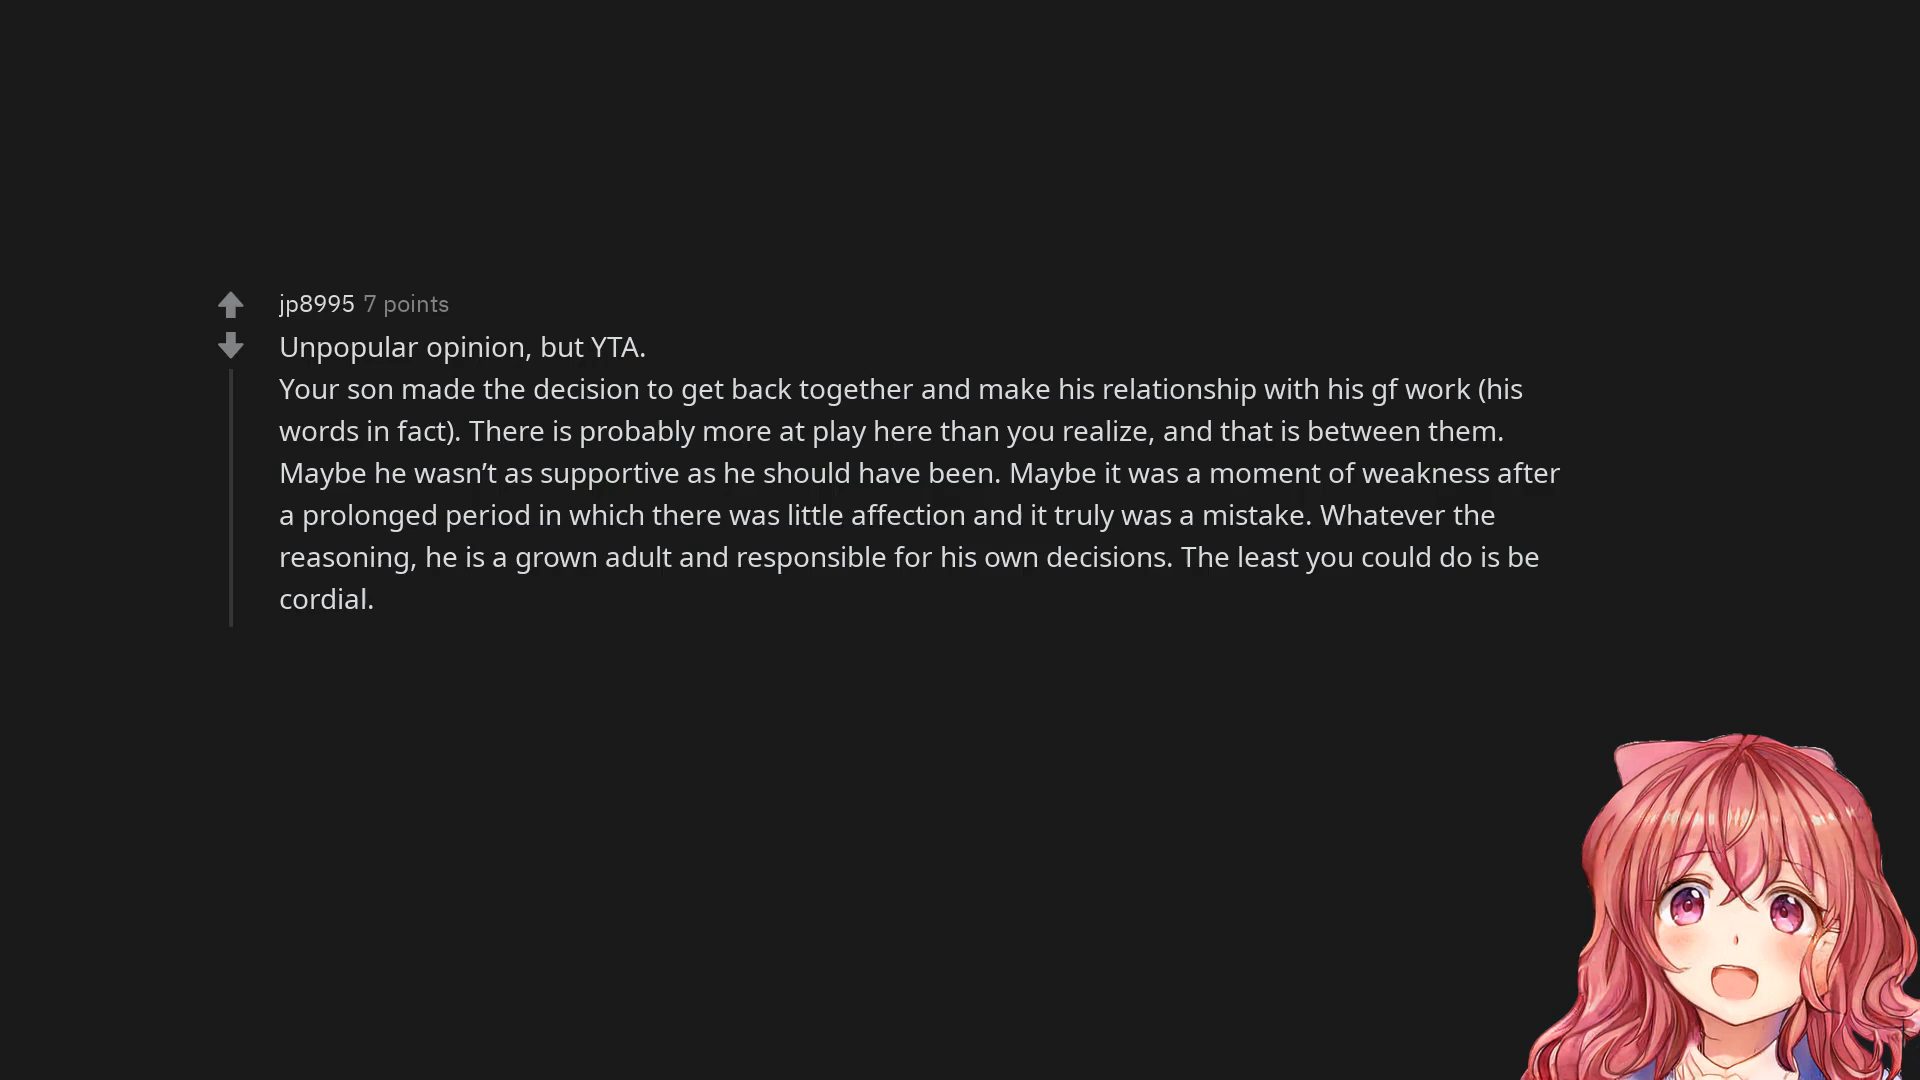 jp8995 7 points
Unpopular opinion, but YTA.
Your son made the decision to get back together and make his relationship with his gf work (his
words in fact). There is probably more at play here than you realize, and that is between them.
Maybe he wasn’t as supportive as he should have been. Maybe it was a moment of weakness after
a prolonged period in which there was little affection and it truly was a mistake. Whatever the
reasoning, he is a grown adult and responsible for his own decisions. The least you could do is be
cordial.